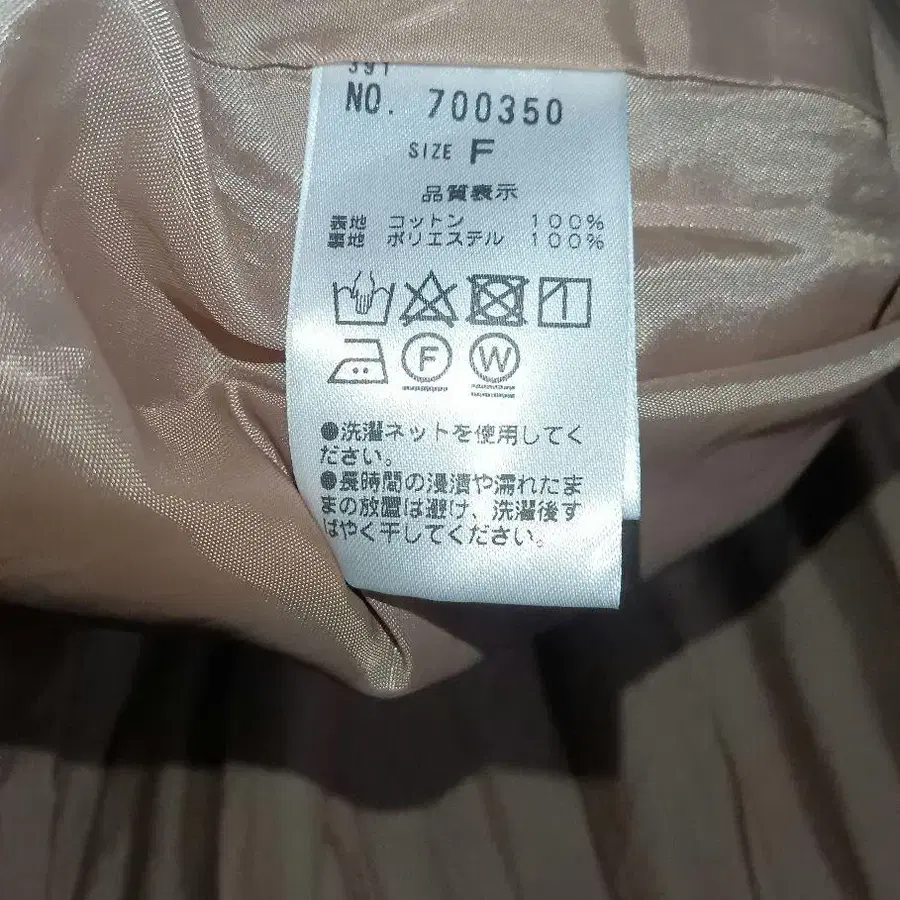 391
NO. 700350
SIZE F
品質表示
表地 コットン 100%
裏地 ポリエステル 100%
F W
●洗濯ネットを使用してく
ださい。
●長時間の浸漬や濡れたま
まの放置は避け、洗濯後す
ばやく干してください。